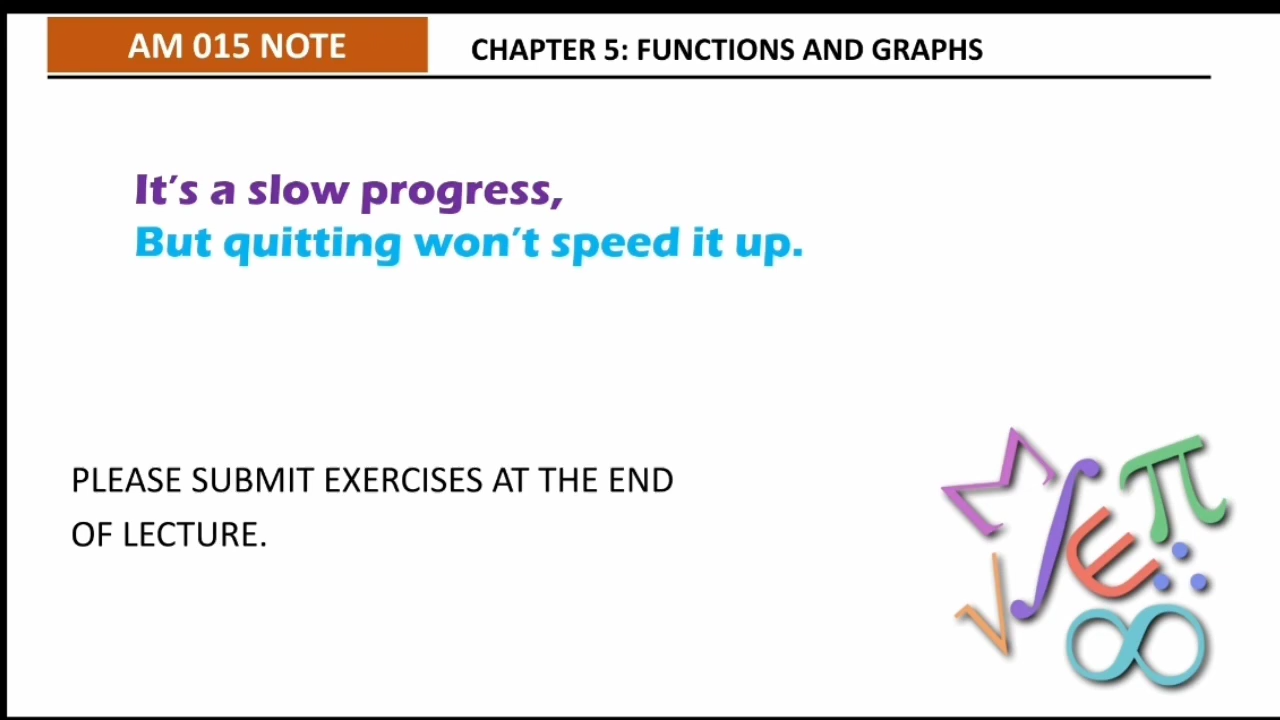 AM 015 NOTE
CHAPTER 5: FUNCTIONS AND GRAPHS
It's a slow progress,
But quitting won't speed it up.
PLEASE SUBMIT EXERCISES AT THE END
OF LECTURE.